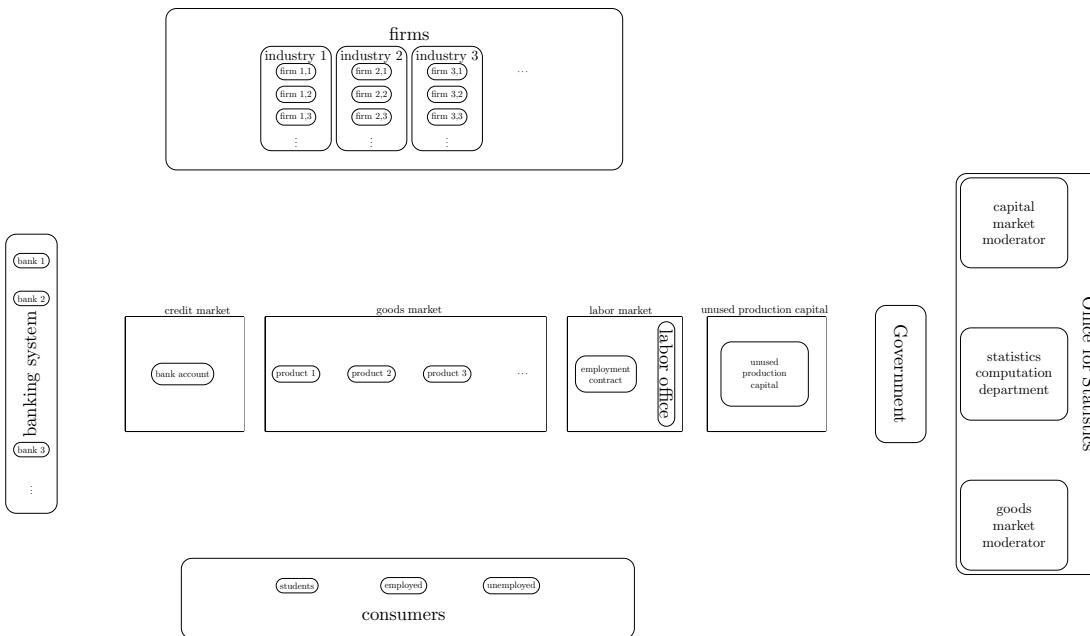 firms
industry 1
firm 1,1
firm 1,2
firm 1,3
⋮
industry 2
firm 2,1
firm 2,2
firm 2,3
⋮
industry 3
firm 3,1
firm 3,2
firm 3,3
⋮
...
banking system
bank 1
bank 2
bank 3
⋮
credit market
bank account
goods market
product 1
product 2
product 3
...
labor market
employment
contract
labor office
unused production capital
unused
production
capital
Government
capital
market
moderator
statistics
computation
department
goods
market
moderator
Office for Statistics
students
employed
unemployed
consumers